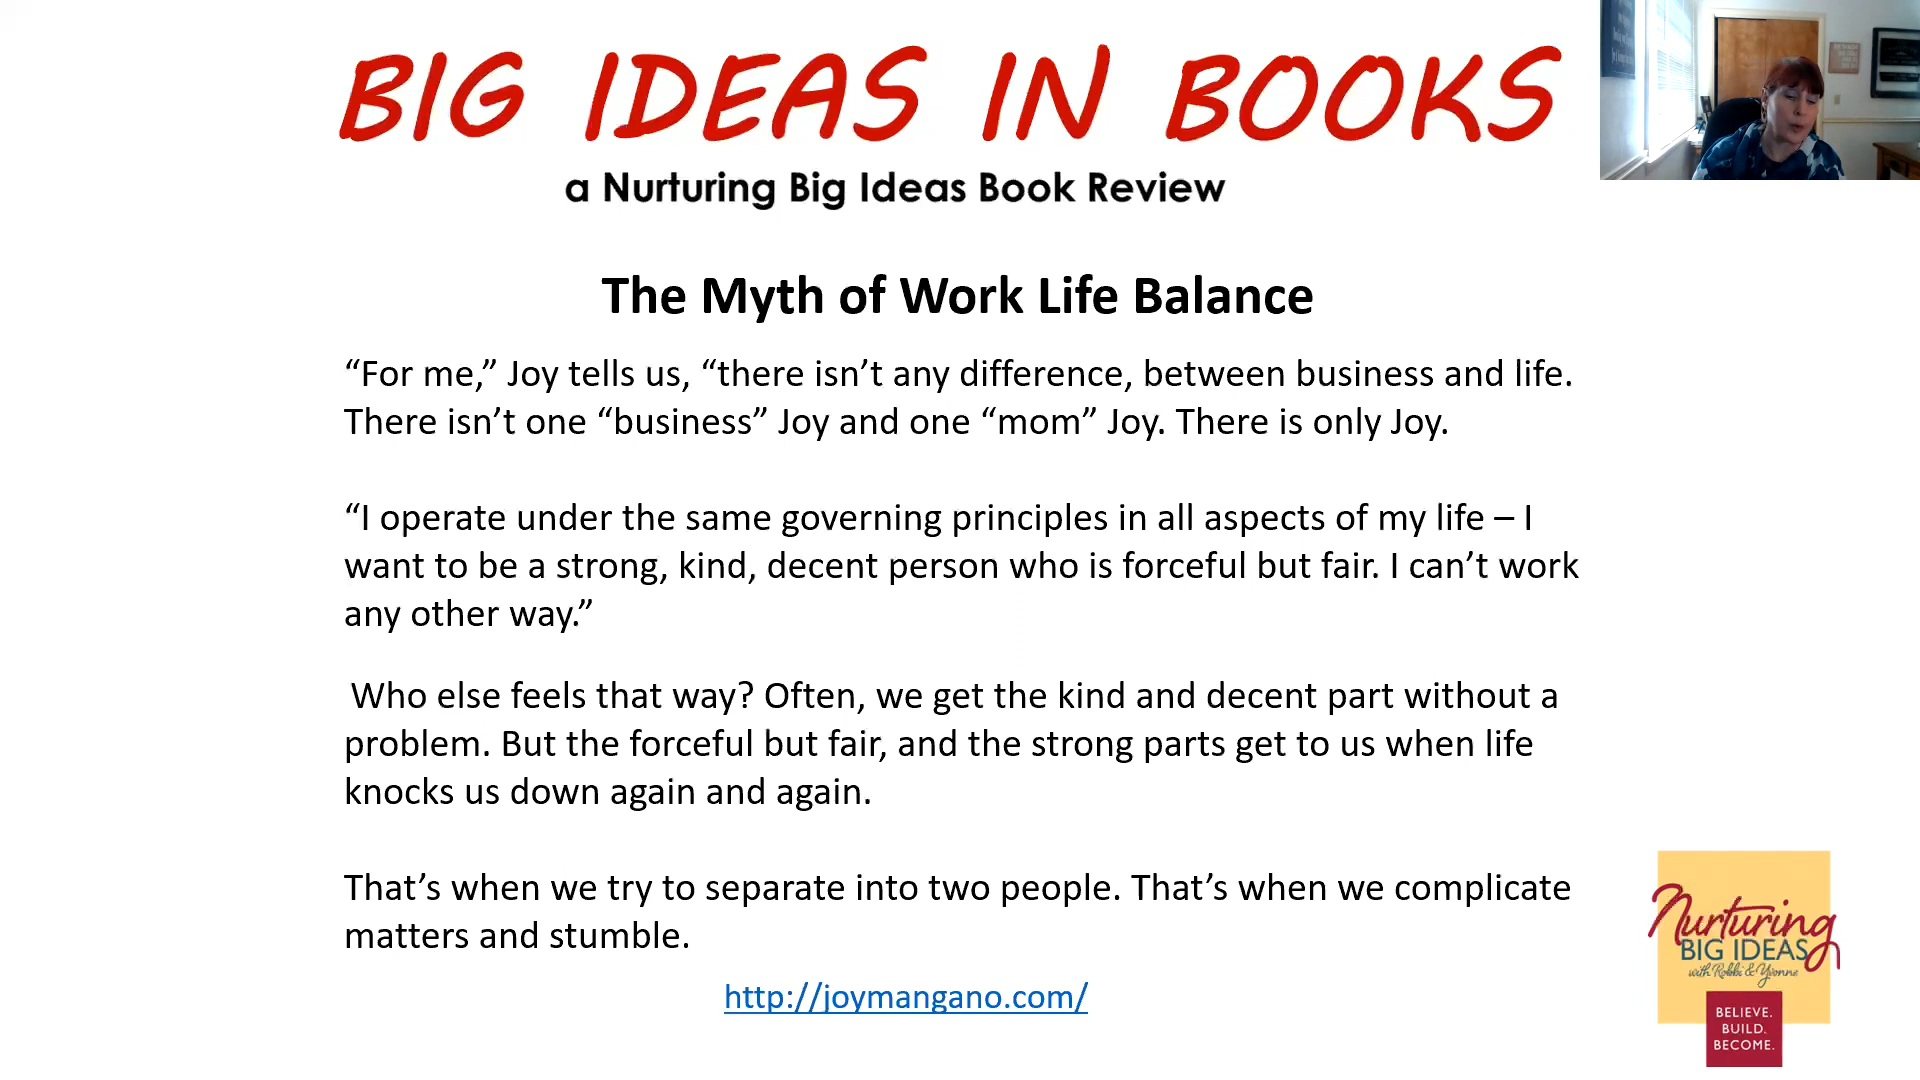 BIG IDEAS IN BOOKS
a Nurturing Big Ideas Book Review
The Myth of Work Life Balance
“For me,” Joy tells us, “there isn’t any difference, between business and life.
There isn’t one “business” Joy and one “mom” Joy. There is only Joy.
“I operate under the same governing principles in all aspects of my life – I
want to be a strong, kind, decent person who is forceful but fair. I can’t work
any other way.”
Who else feels that way? Often, we get the kind and decent part without a
problem. But the forceful but fair, and the strong parts get to us when life
knocks us down again and again.
That’s when we try to separate into two people. That’s when we complicate
matters and stumble.
http://joymangano.com/
Nurturing
BIG IDEAS
with Robbi & Yvonne
BELIEVE.
BUILD.
BECOME.